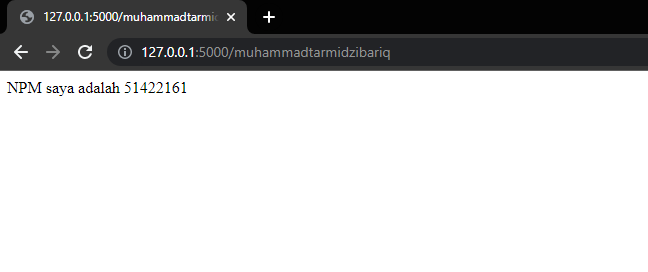 127.0.0.1:5000/muhammadtarmid
127.0.0.1:5000/muhammadtarmidzibariq
NPM saya adalah 51422161